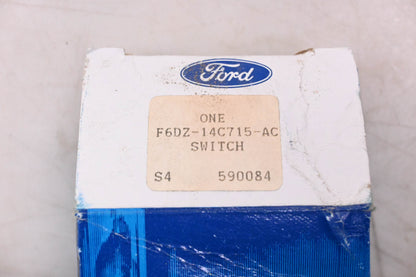 Ford
ONE
F6DZ-14C715-AC
SWITCH
S4 590084